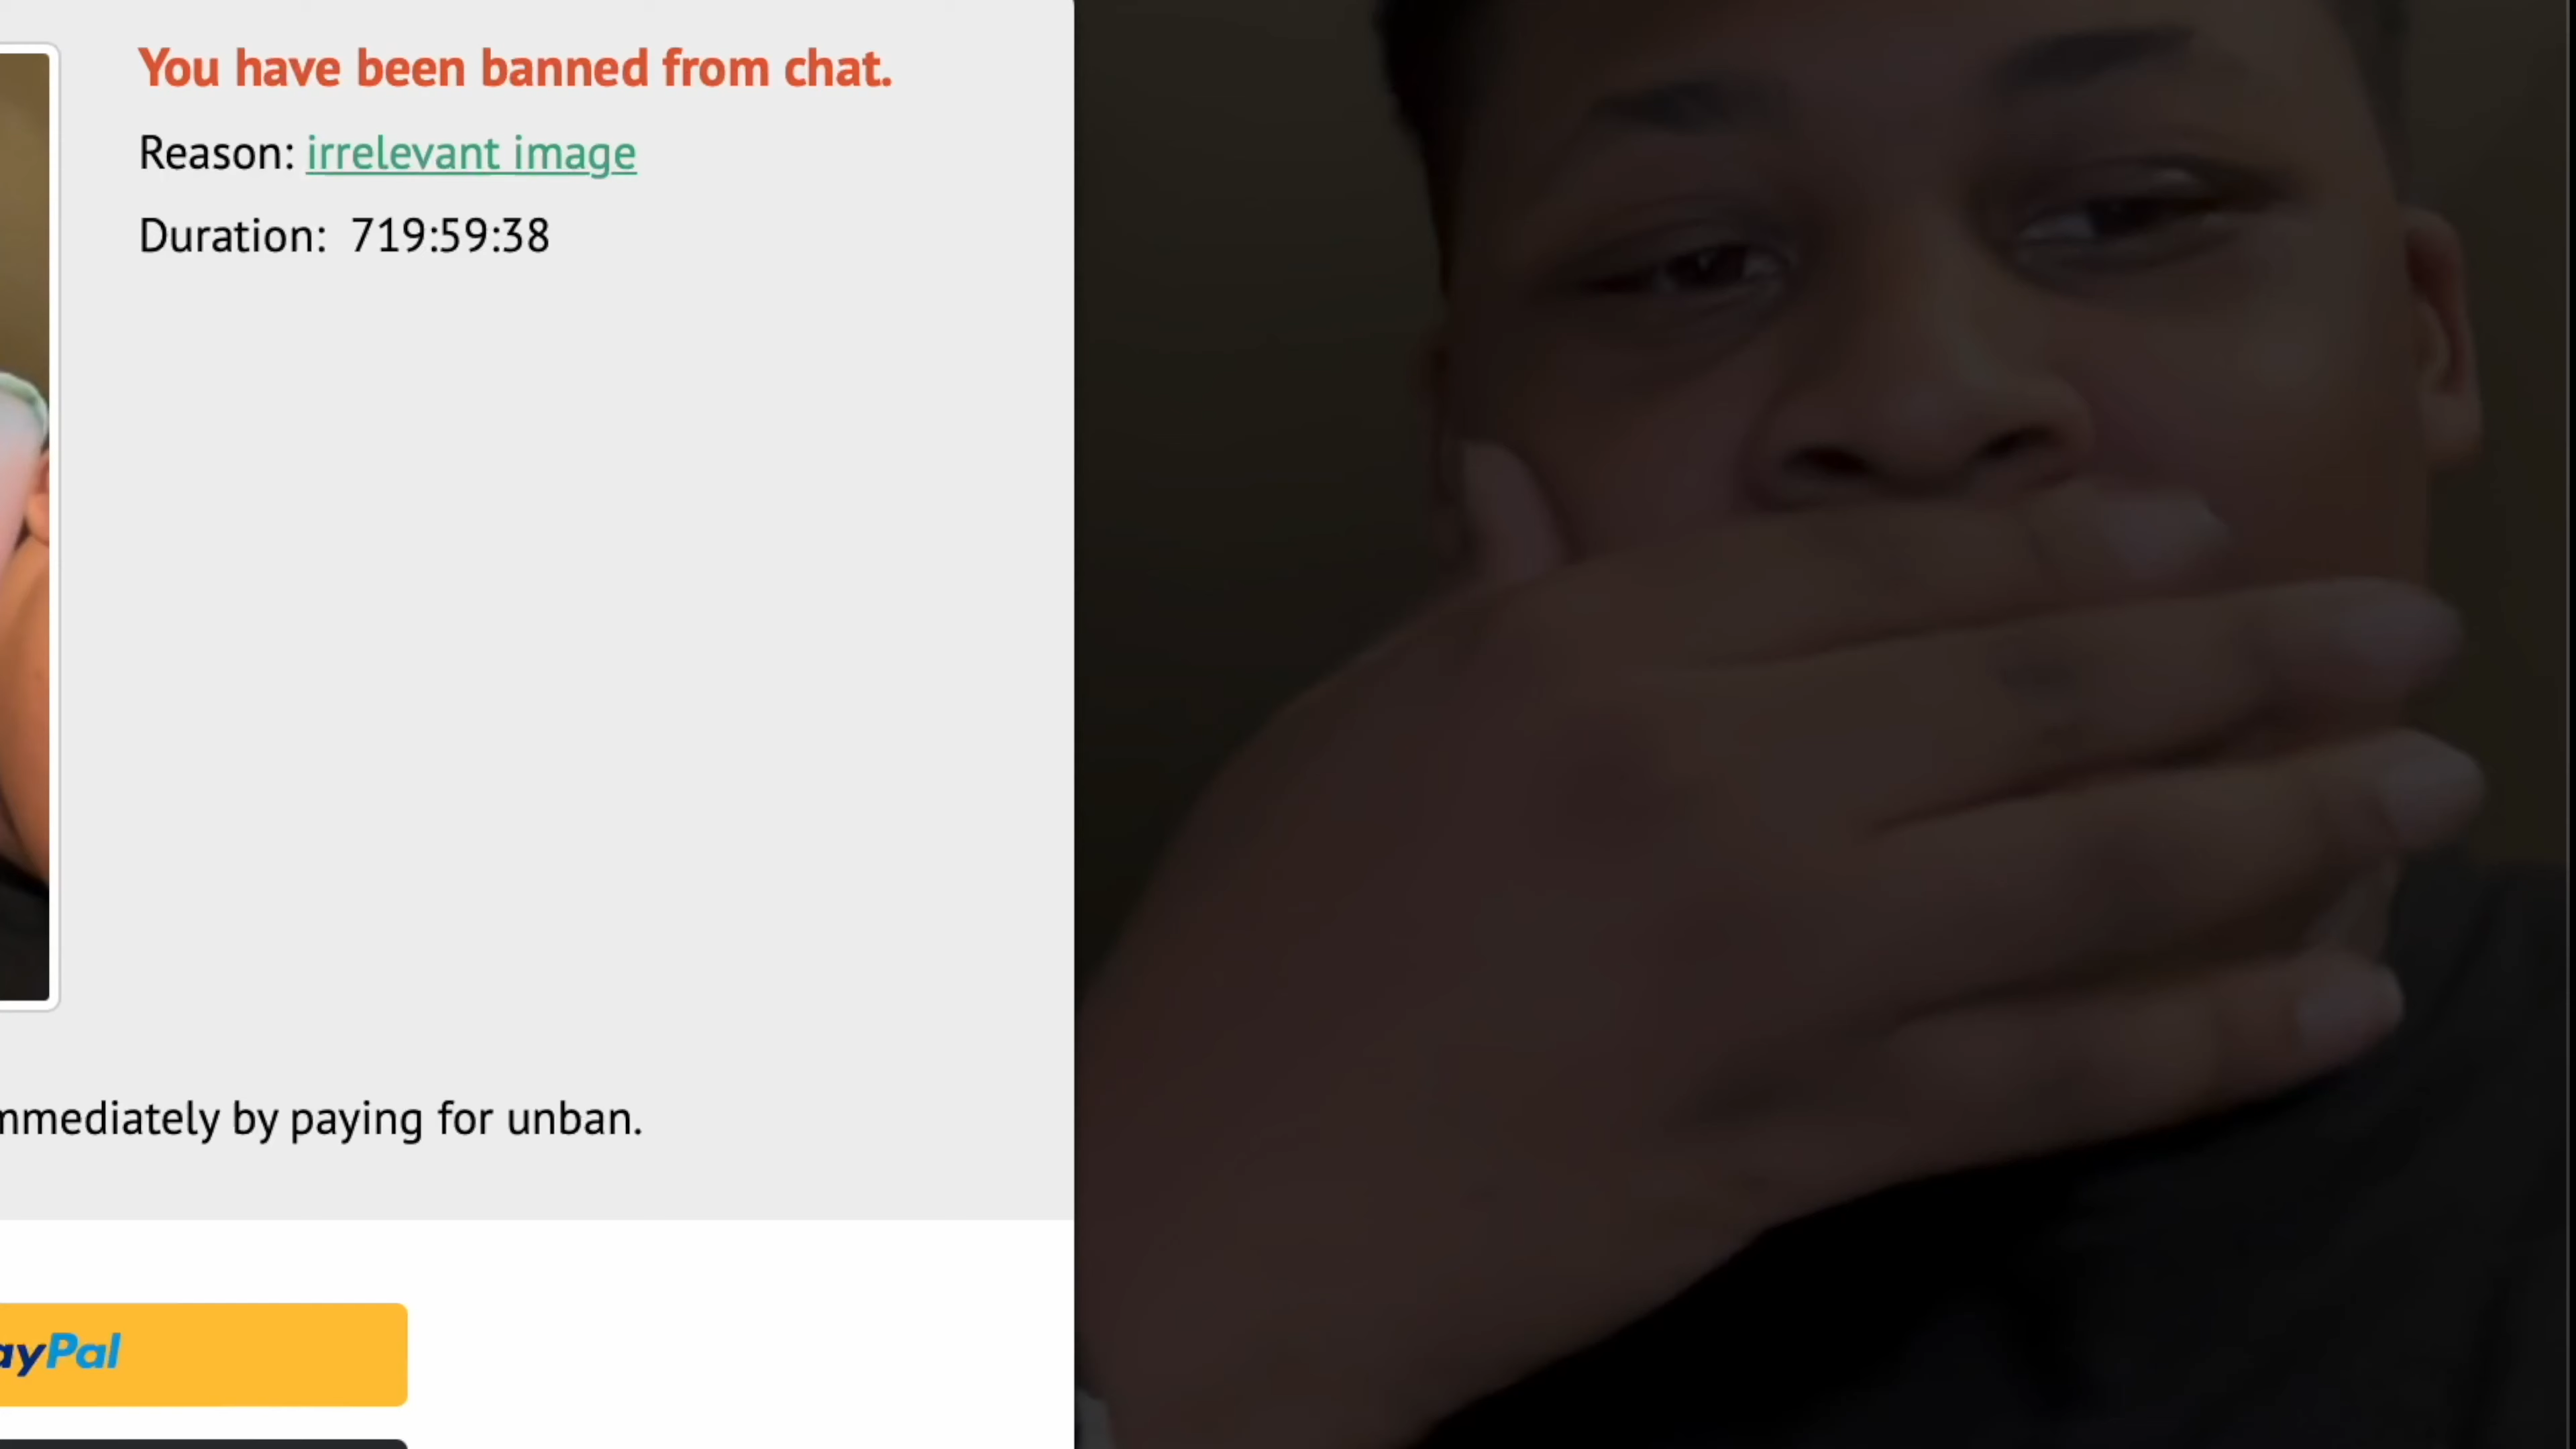 You have been banned from chat.
Reason: irrelevant image
Duration: 719:59:38
mmediately by paying for unban.
ayPal